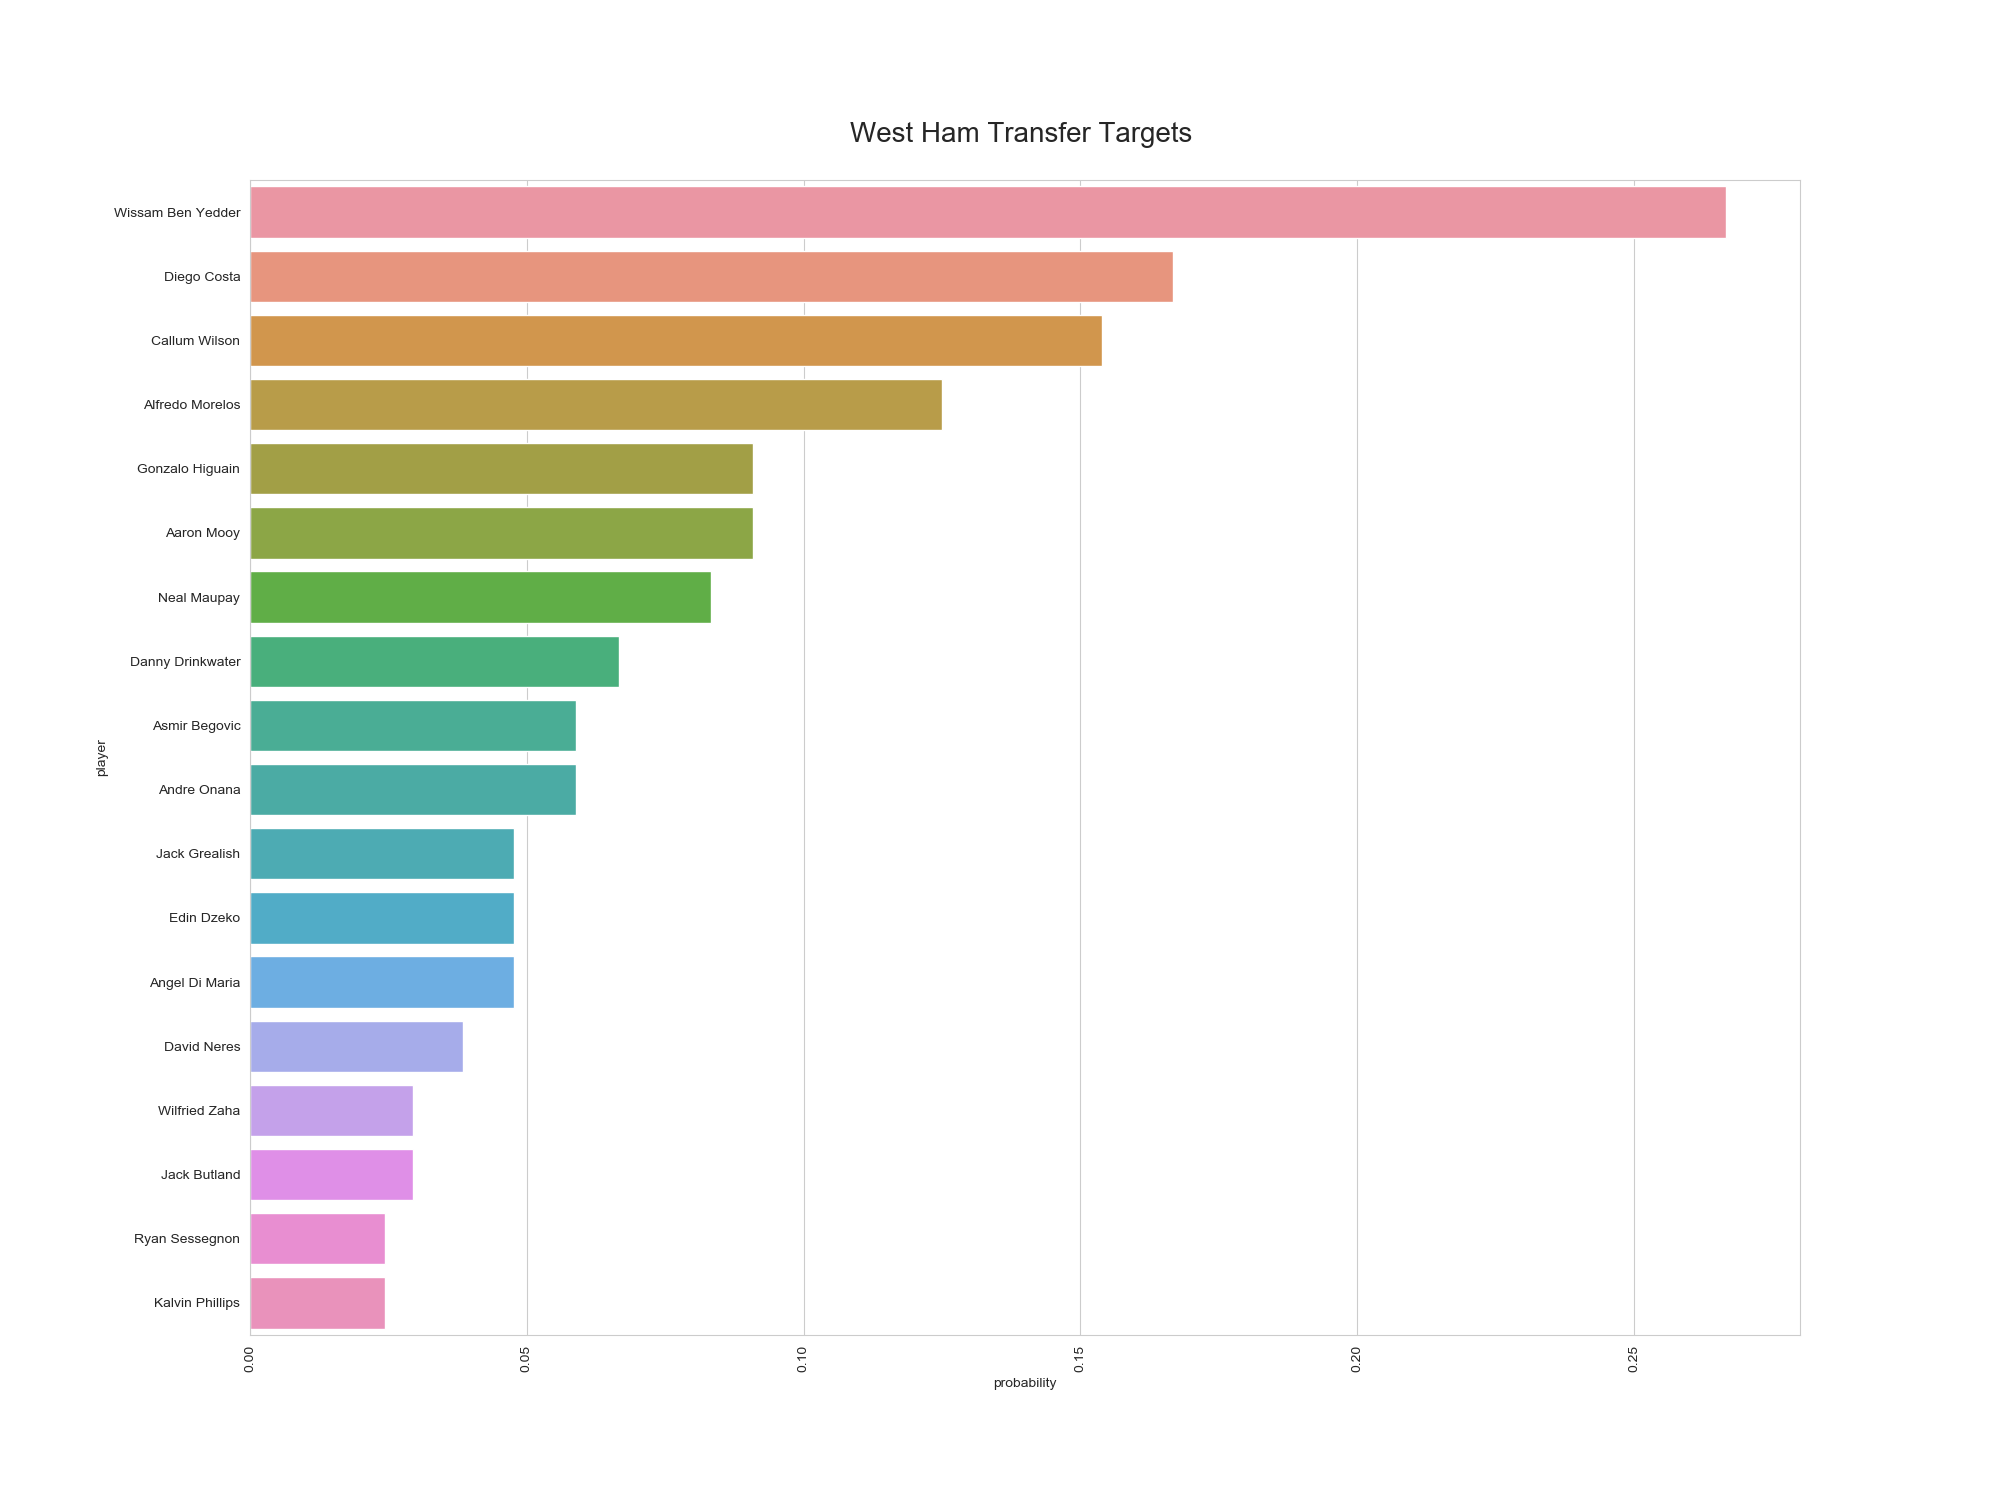 West Ham Transfer Targets
Wissam Ben Yedder
Diego Costa
Callum Wilson
Alfredo Morelos
Gonzalo Higuain
Aaron Mooy
Neal Maupay
Danny Drinkwater
Asmir Begovic
player
Andre Onana
Jack Grealish
Edin Dzeko
Angel Di Maria
David Neres
Wilfried Zaha
Jack Butland
Ryan Sessegnon
Kalvin Phillips
0.00 0.05 0.10 0.15 0.20 0.25
probability